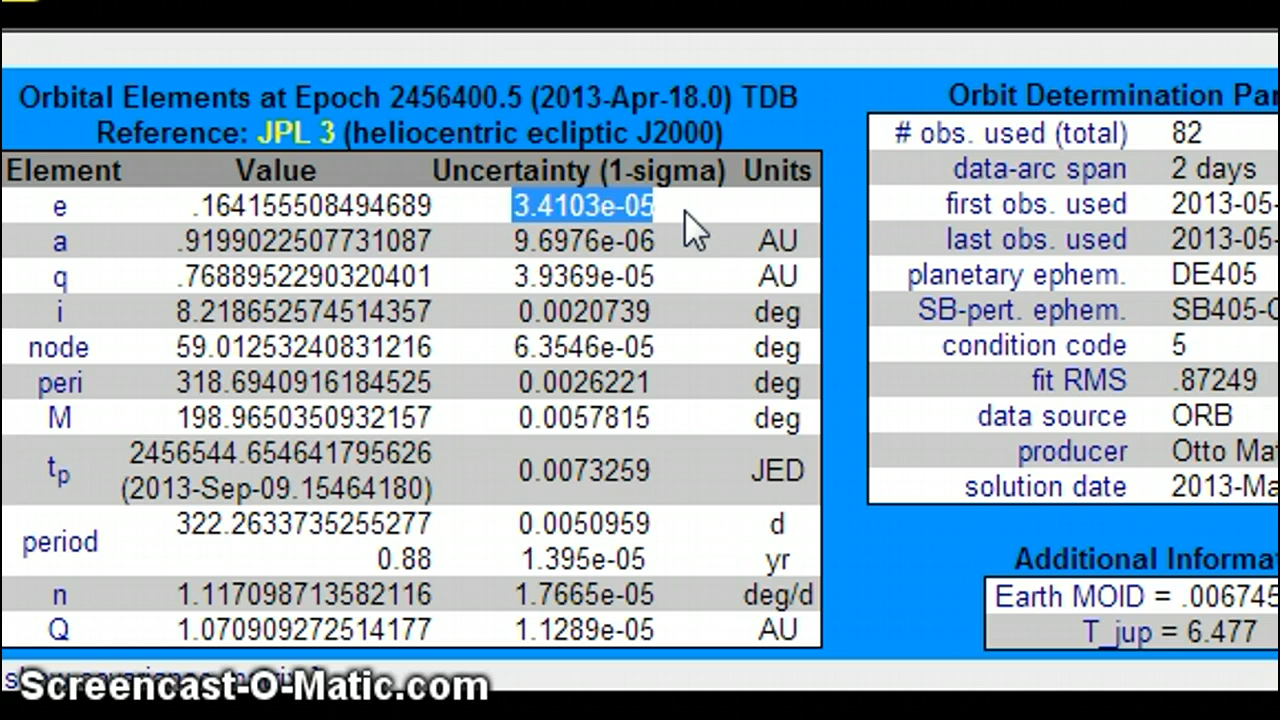 Orbital Elements at Epoch 2456400.5 (2013-Apr-18.0) TDB
Reference: JPL 3 (heliocentric ecliptic J2000)
Element Value Uncertainty (1-sigma) Units
e .164155508494689 3.4103e-05
a .9199022507731087 9.6976e-06 AU
q .7688952290320401 3.9369e-05 AU
i 8.218652574514357 0.0020739 deg
node 59.01253240831216 6.3546e-05 deg
peri 318.6940916184525 0.0026221 deg
M 198.9650350932157 0.0057815 deg
tp 2456544.654641795626 (2013-Sep-09.15464180) 0.0073259 JED
period 322.2633735255277 0.0050959 d
0.88 1.395e-05 yr
n 1.117098713582116 1.7665e-05 deg/d
Q 1.070909272514177 1.1289e-05 AU
Orbit Determination Par
# obs. used (total) 82
data-arc span 2 days
first obs. used 2013-05-
last obs. used 2013-05-
planetary ephem. DE405
SB-pert. ephem. SB405-C
condition code 5
fit RMS .87249
data source ORB
producer Otto Mat
solution date 2013-Ma
Additional Informa
Earth MOID = .006745
T_jup = 6.477
Screencast-O-Matic.com